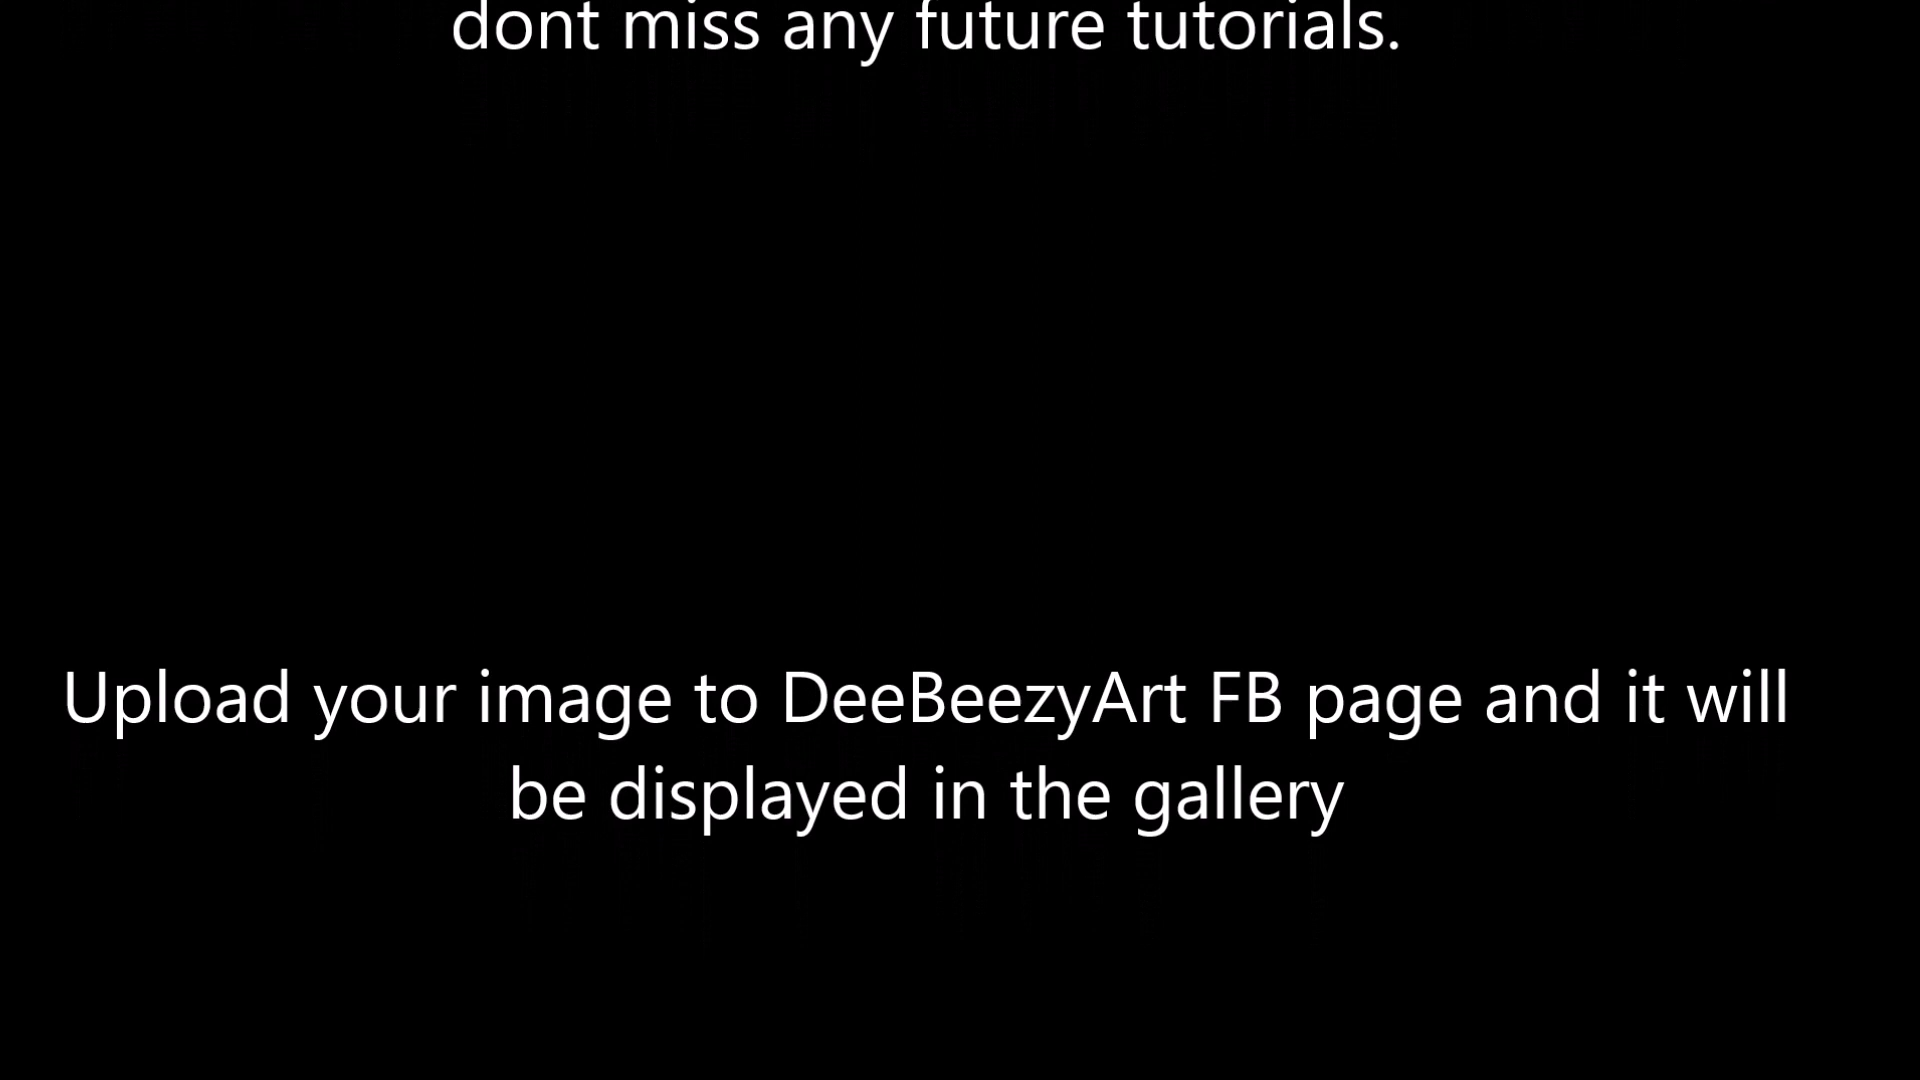 dont miss any future tutorials.
Upload your image to DeeBeezyArt FB page and it will
be displayed in the gallery